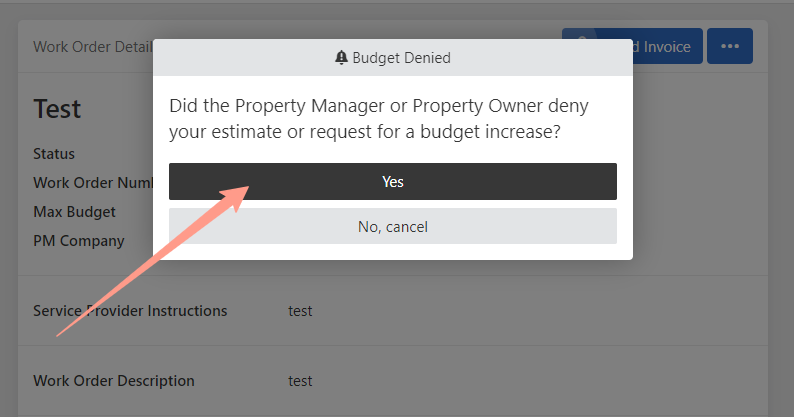 Work Order Detail
Invoice
Budget Denied
Did the Property Manager or Property Owner deny
your estimate or request for a budget increase?
Yes
No, cancel
Test
Status
Work Order Num
Max Budget
PM Company
Service Provider Instructions test
Work Order Description test